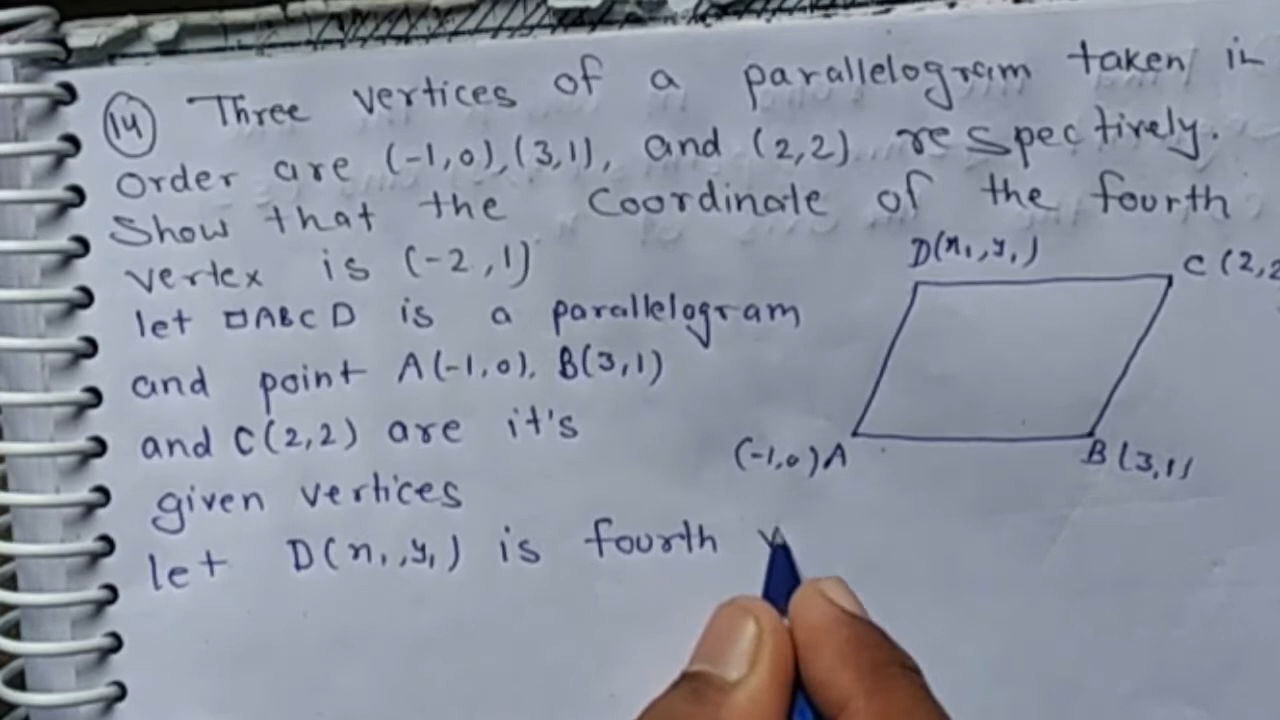 14 Three vertices of a parallelogram taken in
order are (-1,0), (3,1), and (2,2) respectively.
Show that the Coordinate of the fourth
vertex is (-2,1)
let □ABCD is a parallelogram
and point A(-1,0), B(3,1)
and C(2,2) are it's
given vertices
let D(x₁,y₁) is fourth
D(x₁,y₁)
C(2,2
(-1,0)A
B(3,1)